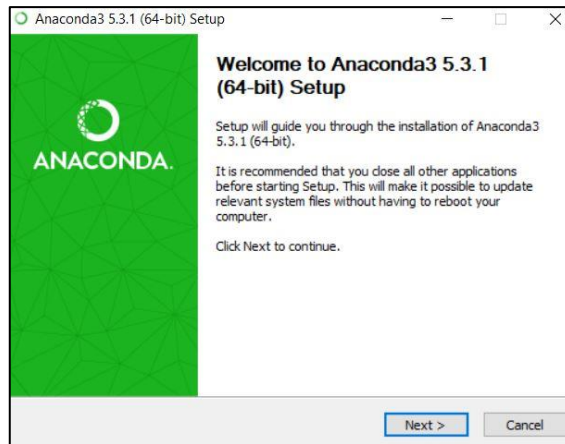 Anaconda3 5.3.1 (64-bit) Setup
ANACONDA.
Welcome to Anaconda3 5.3.1
(64-bit) Setup
Setup will guide you through the installation of Anaconda3
5.3.1 (64-bit).
It is recommended that you close all other applications
before starting Setup. This will make it possible to update
relevant system files without having to reboot your
computer.
Click Next to continue.
Next >
Cancel